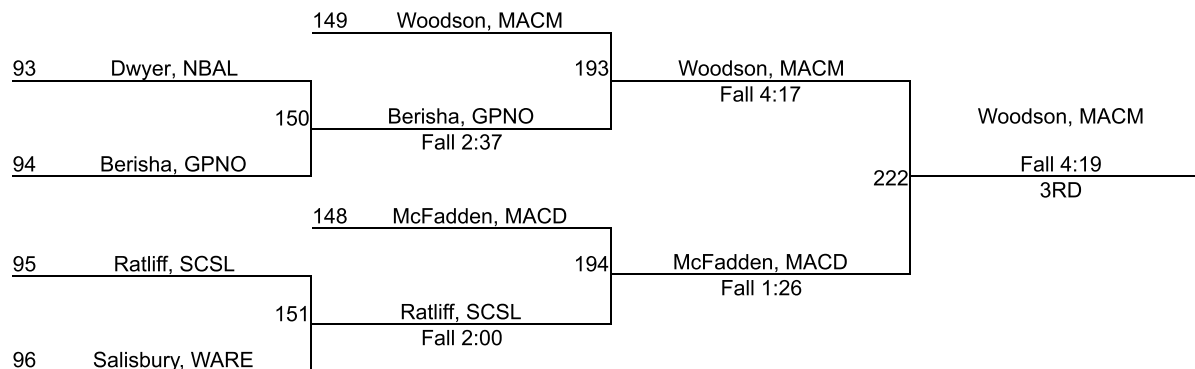 149 Woodson, MACM
93 Dwyer, NBAL
193 Woodson, MACM
Fall 4:17
150 Berisha, GPNO
Fall 2:37
Woodson, MACM
94 Berisha, GPNO
Fall 4:19
222
3RD
148 McFadden, MACD
95 Ratliff, SCSL
194 McFadden, MACD
Fall 1:26
151 Ratliff, SCSL
Fall 2:00
96 Salisbury, WARE